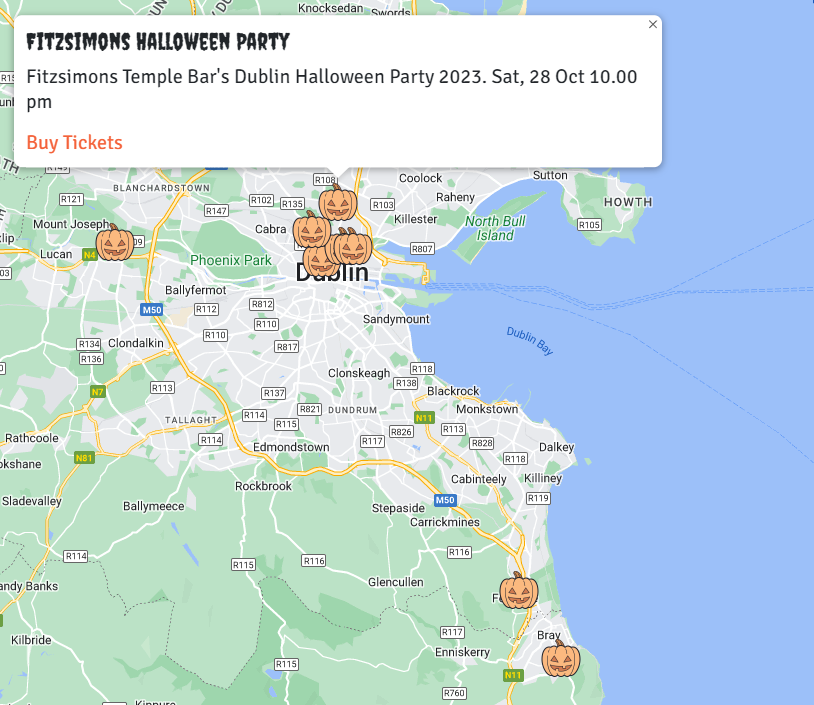 Knocksedan
Swords
FITZSIMONS HALLOWEEN PARTY
Fitzsimons Temple Bar's Dublin Halloween Party 2023. Sat, 28 Oct 10.00
pm
Buy Tickets
R108
Coolock
Sutton
BLANCHARDSTOWN
R121
R102
R135
R103
Raheny
HOWTH
R147
Killester
R105
Mount Joseph
Cabra
North Bull
Island
Lucan
N4
09
R807
Phoenix Park
Dublin
Ballyfermot
M50
R112
R812
R110
Sandymount
R110
R134
Clondalkin
R817
Dublin Bay
R136
R118
Clonskeagh
R138
N7
R113
R137
Blackrock
R821
DUNDRUM
Monkstown
TALLAGHT
R114
R115
N11
R826
R113
Rathcoole
R114
R117
R828
Edmondstown
Dalkey
N81
R118
Rockbrook
Cabinteely
Killiney
Sladevalley
Ballymeece
M50
R119
Stepaside
Carrickmines
R114
R115
R116
R116
andy Banks
Glencullen
Kilbride
R117
Bray
Enniskerry
R115
N11
R760